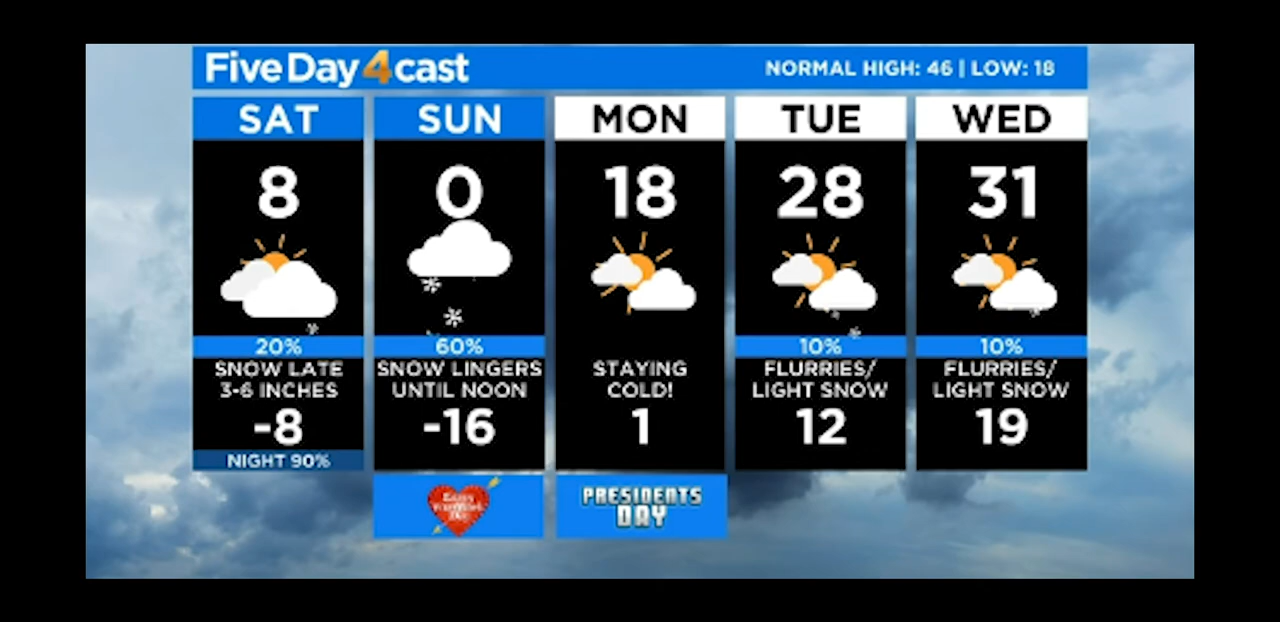 Five Day 4cast
NORMAL HIGH: 46 | LOW: 18
SAT
8
20%
SNOW LATE
3-6 INCHES
-8
NIGHT 90%
SUN
0
60%
SNOW LINGERS
UNTIL NOON
-16
MON
18
STAYING
COLD!
1
PRESIDENTS
DAY
TUE
28
10%
FLURRIES/
LIGHT SNOW
12
WED
31
10%
FLURRIES/
LIGHT SNOW
19